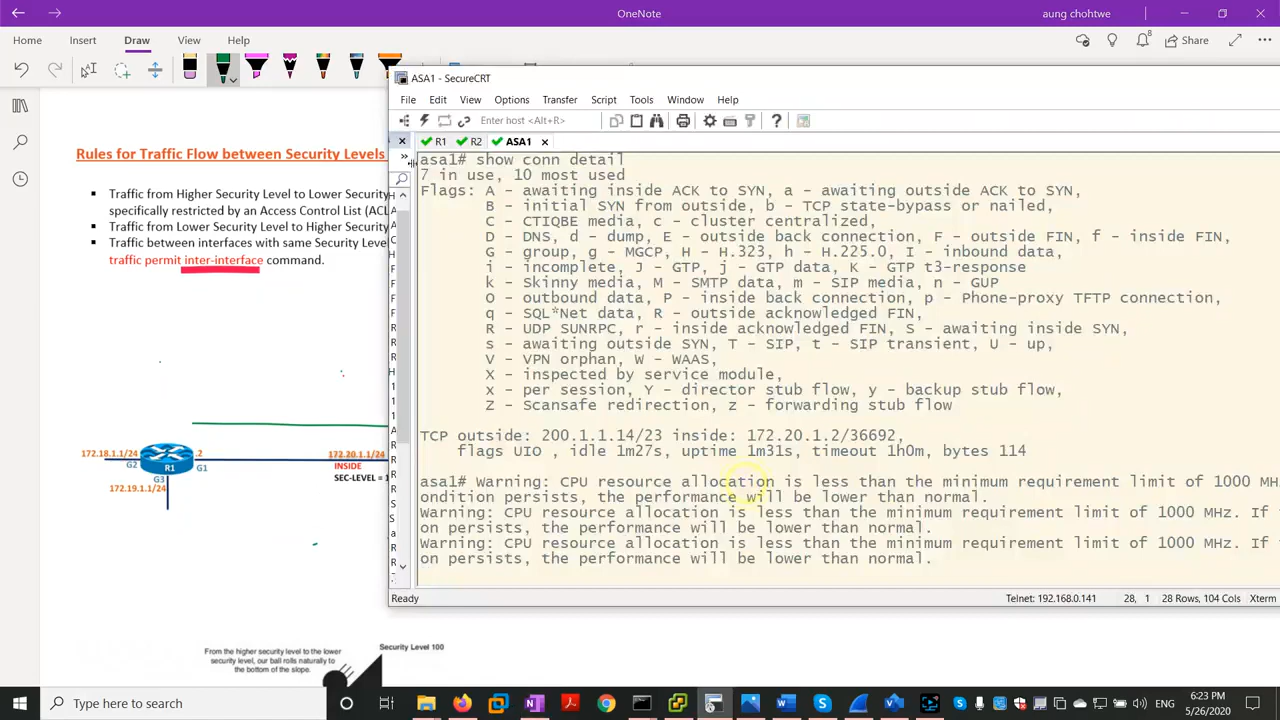 OneNote
aung chohtwe
Home Insert Draw View Help
Share
ASA1 - SecureCRT
File Edit View Options Transfer Script Tools Window Help
Enter host <Alt+R>
R1 R2 ASA1
Rules for Traffic Flow between Security Levels
Traffic from Higher Security Level to Lower Security
specifically restricted by an Access Control List (ACL
Traffic from Lower Security Level to Higher Security
Traffic between interfaces with same Security Leve
traffic permit inter-interface command.
asa1# show conn detail
7 in use, 10 most used
Flags: A - awaiting inside ACK to SYN, a - awaiting outside ACK to SYN,
B - initial SYN from outside, b - TCP state-bypass or nailed,
C - CTIQBE media, c - cluster centralized,
D - DNS, d - dump, E - outside back connection, F - outside FIN, f - inside FIN,
G - group, g - MGCP, H - H.323, h - H.225.0, I - inbound data,
i - incomplete, J - GTP, j - GTP data, K - GTP t3-response
k - Skinny media, M - SMTP data, m - SIP media, n - GUP
O - outbound data, P - inside back connection, p - Phone-proxy TFTP connection,
q - SQL*Net data, R - outside acknowledged FIN,
R - UDP SUNRPC, r - inside acknowledged FIN, S - awaiting inside SYN,
s - awaiting outside SYN, T - SIP, t - SIP transient, U - up,
V - VPN orphan, W - WAAS,
X - inspected by service module,
x - per session, Y - director stub flow, y - backup stub flow,
Z - Scansafe redirection, z - forwarding stub flow
TCP outside: 200.1.1.14/23 inside: 172.20.1.2/36692,
flags UIO , idle 1m27s, uptime 1m31s, timeout 1h0m, bytes 114
asa1# Warning: CPU resource allocation is less than the minimum requirement limit of 1000 MH
ondition persists, the performance will be lower than normal.
Warning: CPU resource allocation is less than the minimum requirement limit of 1000 MHz. If
on persists, the performance will be lower than normal.
Warning: CPU resource allocation is less than the minimum requirement limit of 1000 MHz. If
on persists, the performance will be lower than normal.
Ready
Telnet: 192.168.0.141 28, 1 28 Rows, 104 Cols Xterm
172.18.1.1/24
G2
R1
.2
G1
172.20.1.1/24
INSIDE
SEC-LEVEL = 1
G3
172.19.1.1/24
From the higher security level to the lower
security level, our ball rolls naturally to
the bottom of the slope.
Security Level 100
Type here to search
ENG
6:23 PM
5/26/2020